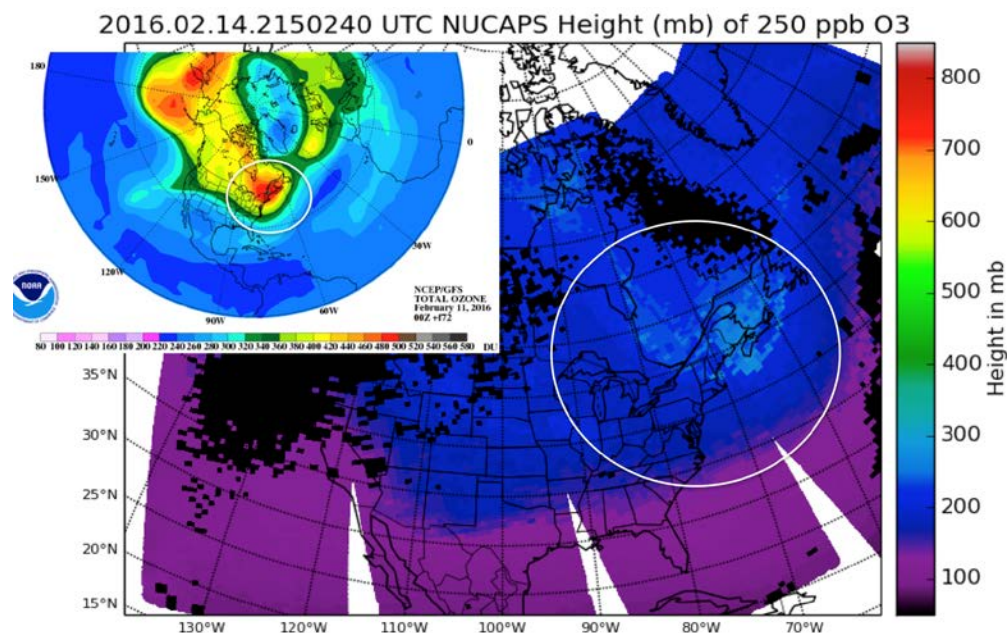 2016.02.14.2150240 UTC NUCAPS Height (mb) of 250 ppb O3
180
0
150W
30W
120W
60W
90W
NOAA
NCEP/GFS
TOTAL OZONE
February 11, 2016
00Z +f72
80 100 120 140 160 180 200 220 240 260 280 300 320 340 360 380 400 420 440 460 480 500 520 540 560 580 DU
35°N
30°N
25°N
20°N
15°N
130°W 120°W 110°W 100°W 90°W 80°W 70°W
800
700
600
500
400
300
200
100
Height in mb